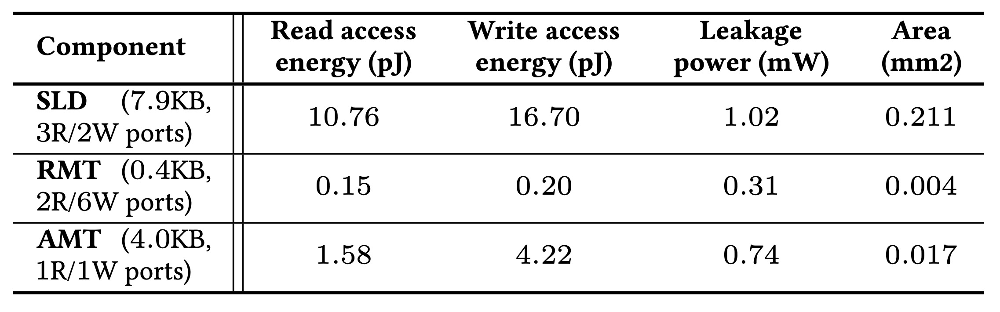 Component Read access energy (pJ) Write access energy (pJ) Leakage power (mW) Area (mm2)
SLD (7.9KB, 3R/2W ports) 10.76 16.70 1.02 0.211
RMT (0.4KB, 2R/6W ports) 0.15 0.20 0.31 0.004
AMT (4.0KB, 1R/1W ports) 1.58 4.22 0.74 0.017